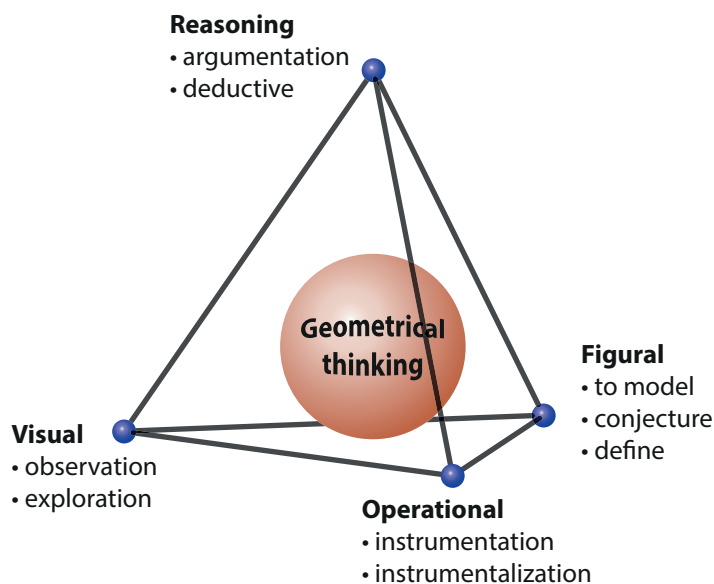 Reasoning
• argumentation
• deductive
Geometrical
thinking
Figural
• to model
• conjecture
• define
Visual
• observation
• exploration
Operational
• instrumentation
• instrumentalization